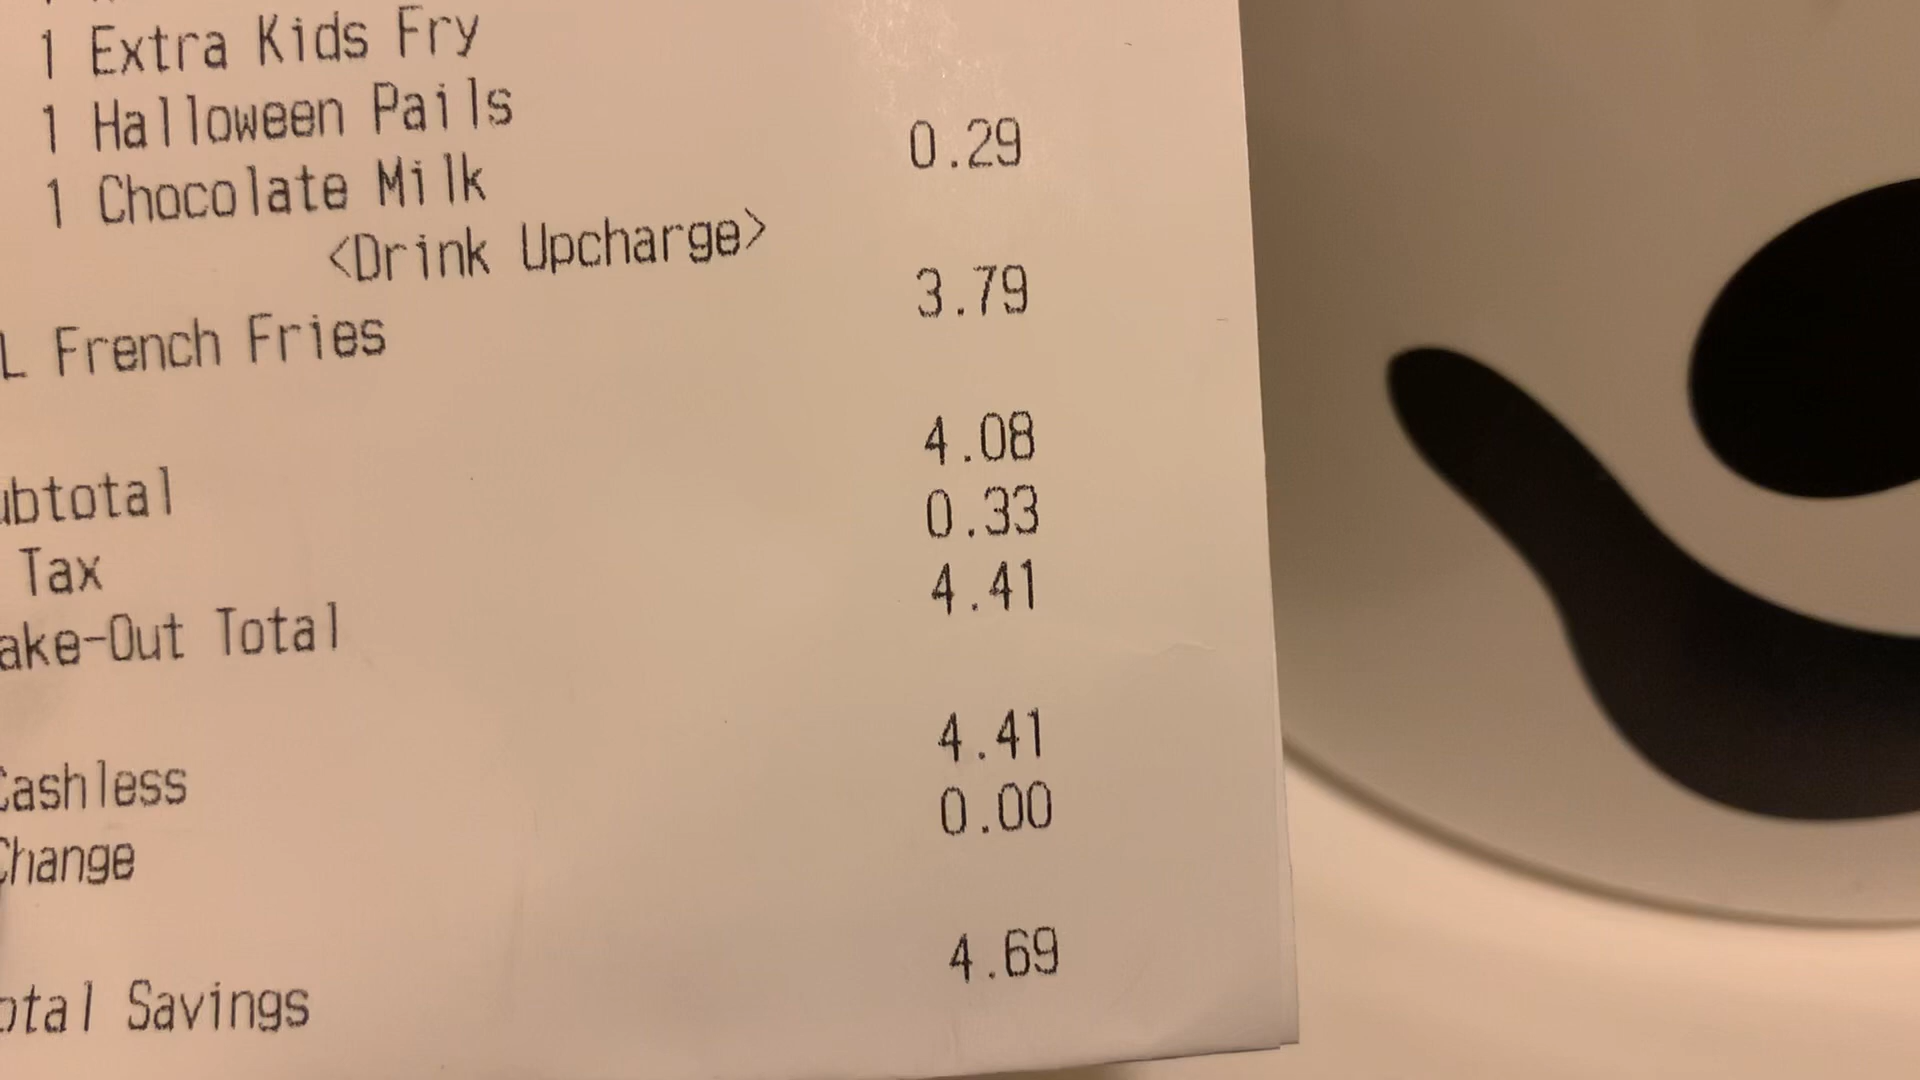 1 Extra Kids Fry
1 Halloween Pails
1 Chocolate Milk
<Drink Upcharge> 0.29
L French Fries 3.79
ubtotal 4.08
Tax 0.33
ake-Out Total 4.41
Cashless 4.41
Change 0.00
otal Savings 4.69